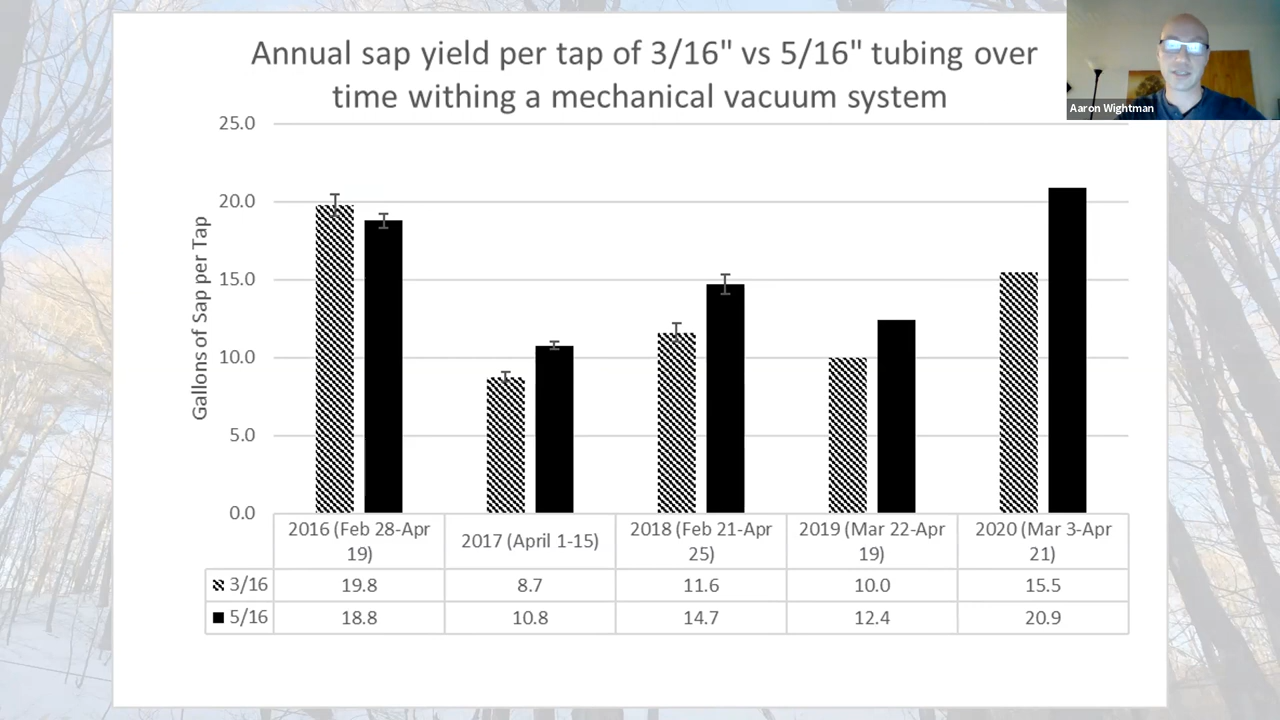 Annual sap yield per tap of 3/16" vs 5/16" tubing over
time withing a mechanical vacuum system
Aaron Wightman
Gallons of Sap per Tap
25.0
20.0
15.0
10.0
5.0
0.0
2016 (Feb 28-Apr 19) 2017 (April 1-15) 2018 (Feb 21-Apr 25) 2019 (Mar 22-Apr 19) 2020 (Mar 3-Apr 21)
3/16 19.8 8.7 11.6 10.0 15.5
5/16 18.8 10.8 14.7 12.4 20.9